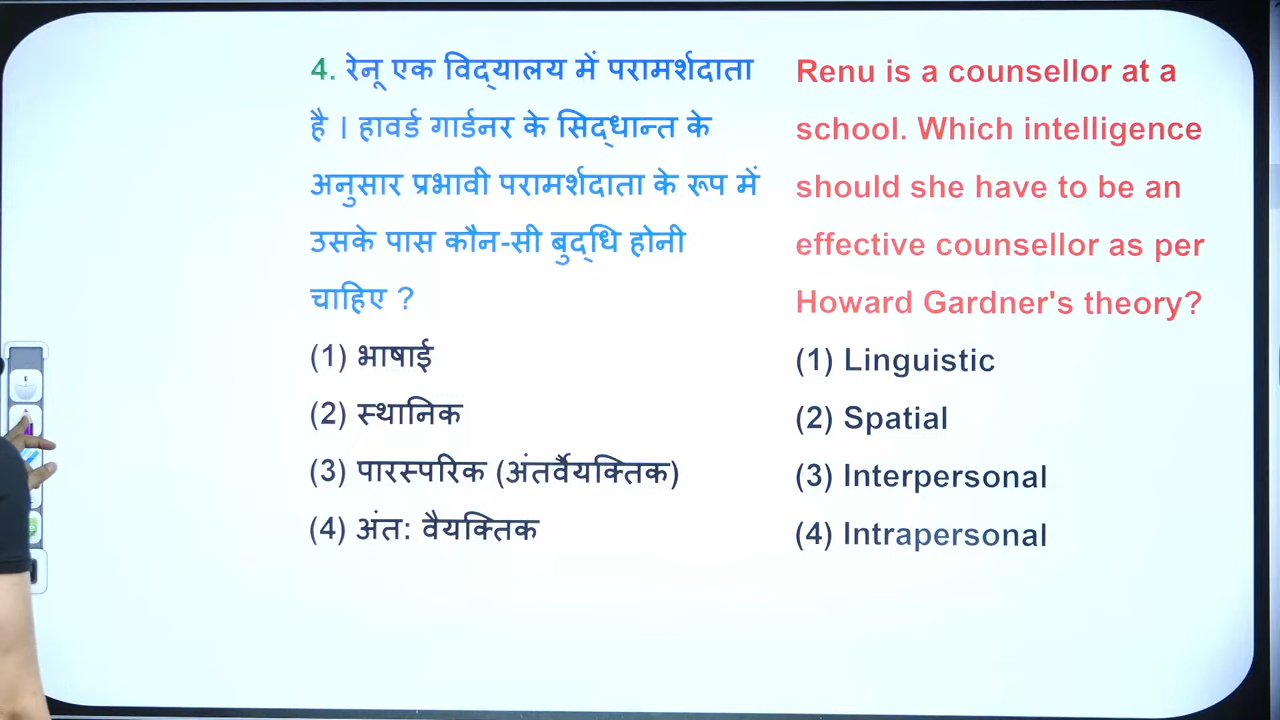 4. रेनू एक विद्यालय में परामर्शदाता
है । हावर्ड गार्डनर के सिद्धान्त के
अनुसार प्रभावी परामर्शदाता के रूप में
उसके पास कौन-सी बुद्धि होनी
चाहिए ?
(1) भाषाई
(2) स्थानिक
(3) पारस्परिक (अंतर्वैयक्तिक)
(4) अंत: वैयक्तिक
Renu is a counsellor at a
school. Which intelligence
should she have to be an
effective counsellor as per
Howard Gardner's theory?
(1) Linguistic
(2) Spatial
(3) Interpersonal
(4) Intrapersonal